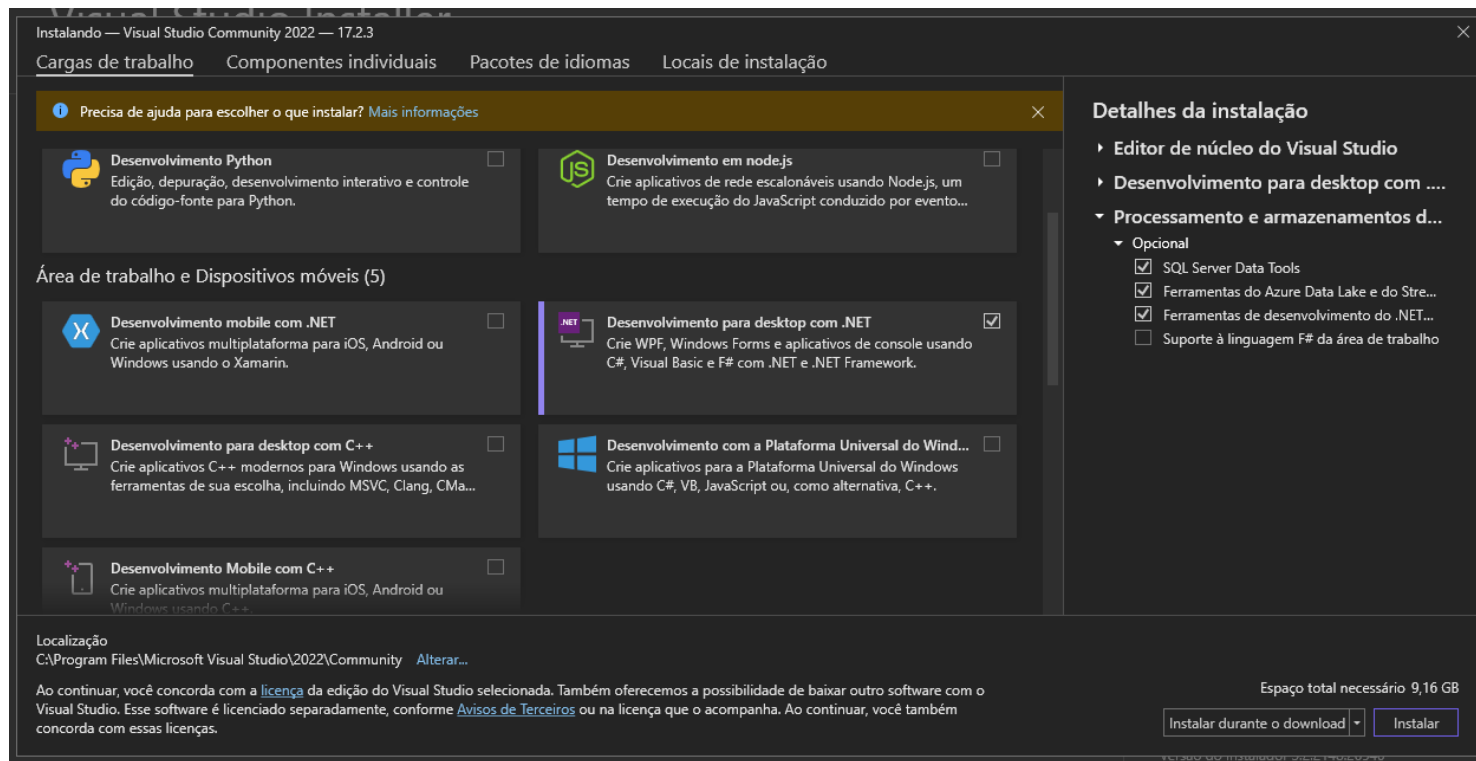 Visual Studio Installer
Instalando — Visual Studio Community 2022 — 17.2.3
Cargas de trabalho
Componentes individuais
Pacotes de idiomas
Locais de instalação
Precisa de ajuda para escolher o que instalar? Mais informações
Desenvolvimento Python
Edição, depuração, desenvolvimento interativo e controle
do código-fonte para Python.
Desenvolvimento em node.js
Crie aplicativos de rede escalonáveis usando Node.js, um
tempo de execução do JavaScript conduzido por evento...
Área de trabalho e Dispositivos móveis (5)
Desenvolvimento mobile com .NET
Crie aplicativos multiplataforma para iOS, Android ou
Windows usando o Xamarin.
.NET
Desenvolvimento para desktop com .NET
Crie WPF, Windows Forms e aplicativos de console usando
C#, Visual Basic e F# com .NET e .NET Framework.
Desenvolvimento para desktop com C++
Crie aplicativos C++ modernos para Windows usando as
ferramentas de sua escolha, incluindo MSVC, Clang, CMa...
Desenvolvimento com a Plataforma Universal do Wind...
Crie aplicativos para a Plataforma Universal do Windows
usando C#, VB, JavaScript ou, como alternativa, C++.
Desenvolvimento Mobile com C++
Crie aplicativos multiplataforma para iOS, Android ou
Windows usando C++.
Detalhes da instalação
Editor de núcleo do Visual Studio
Desenvolvimento para desktop com ....
Processamento e armazenamentos d...
Opcional
SQL Server Data Tools
Ferramentas do Azure Data Lake e do Stre...
Ferramentas de desenvolvimento do .NET...
Suporte à linguagem F# da área de trabalho
Localização
C:\Program Files\Microsoft Visual Studio\2022\Community Alterar...
Ao continuar, você concorda com a licença da edição do Visual Studio selecionada. Também oferecemos a possibilidade de baixar outro software com o
Visual Studio. Esse software é licenciado separadamente, conforme Avisos de Terceiros ou na licença que o acompanha. Ao continuar, você também
concorda com essas licenças.
Espaço total necessário 9,16 GB
Instalar durante o download
Instalar